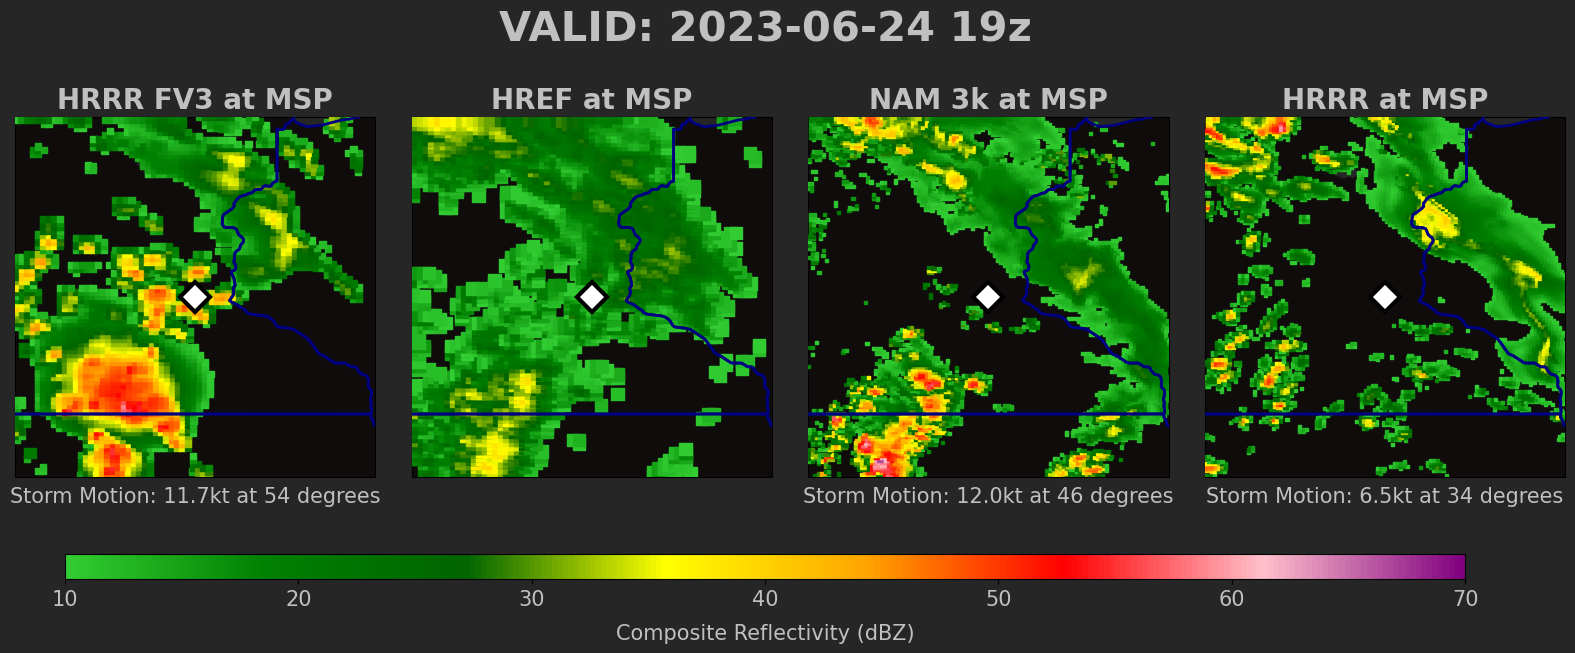 VALID: 2023-06-24 19z
HRRR FV3 at MSP
HREF at MSP
NAM 3k at MSP
HRRR at MSP
Storm Motion: 11.7kt at 54 degrees
Storm Motion: 12.0kt at 46 degrees
Storm Motion: 6.5kt at 34 degrees
10 20 30 40 50 60 70
Composite Reflectivity (dBZ)